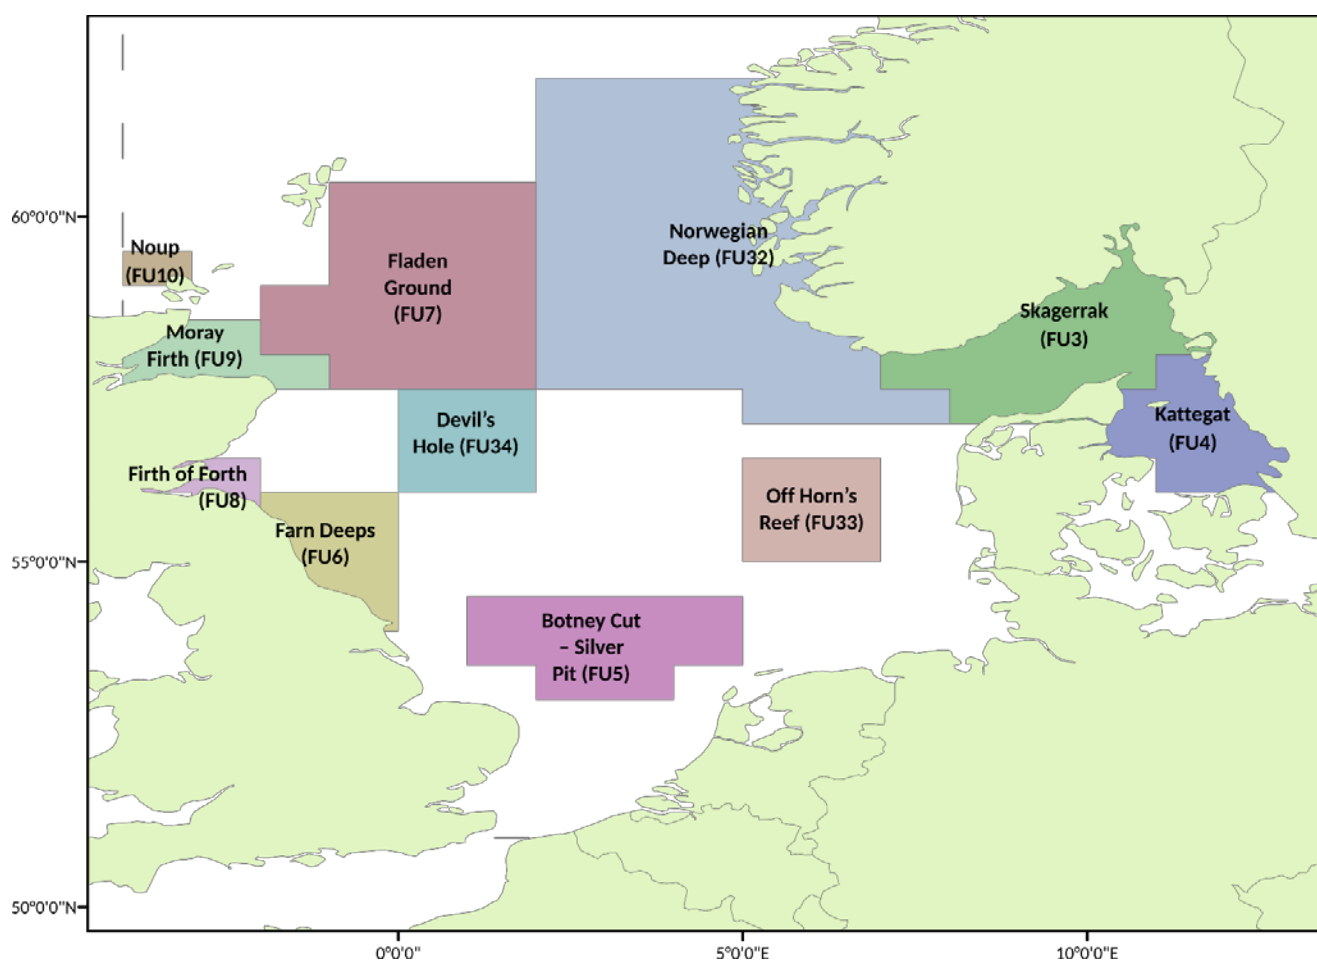 60°0'0"N
Noup
(FU10)
Fladen
Ground
(FU7)
Norwegian
Deep (FU32)
Skagerrak
(FU3)
Moray
Firth (FU9)
Devil's
Hole (FU34)
Kattegat
(FU4)
Firth of Forth
(FU8)
Off Horn's
Reef (FU33)
Farn Deeps
(FU6)
55°0'0"N
Botney Cut
– Silver
Pit (FU5)
50°0'0"N
0°0'0"
5°0'0"E
10°0'0"E